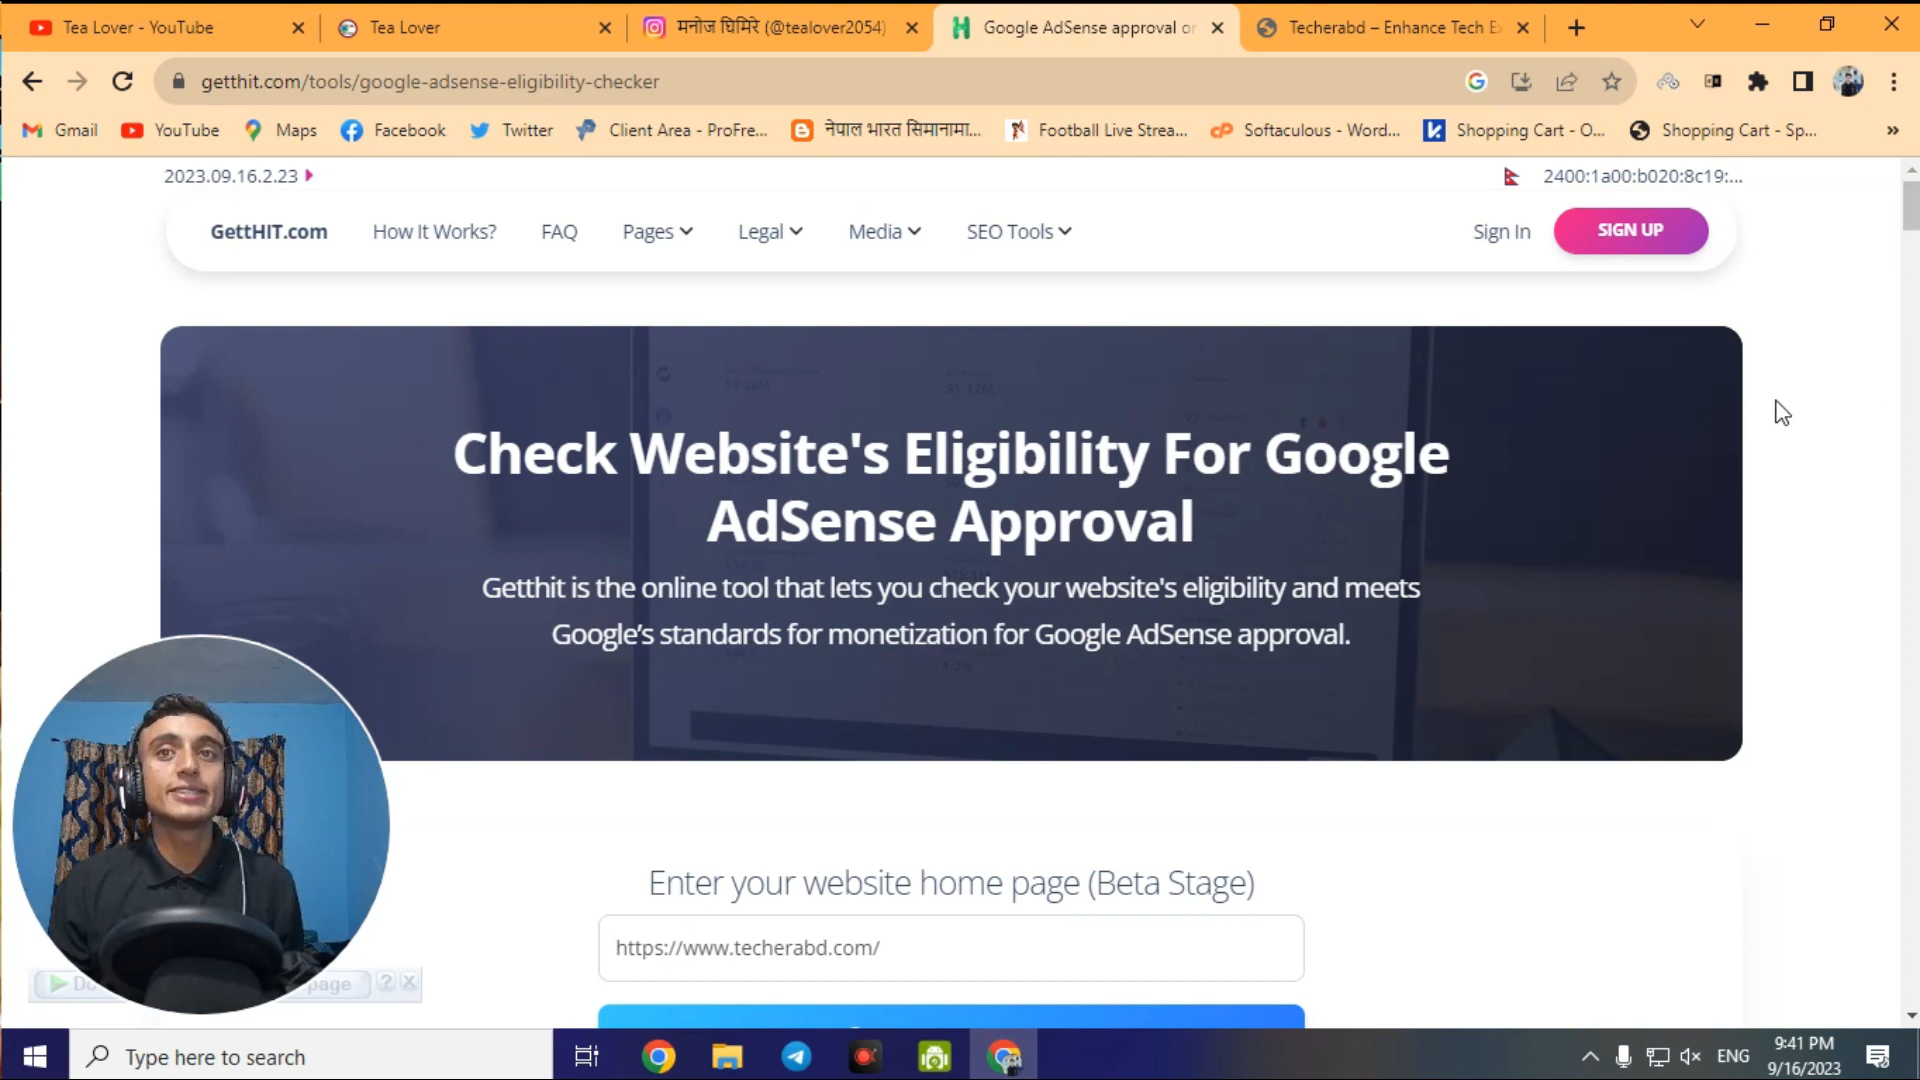 Tea Lover - YouTube
Tea Lover
मनोज घिमिरे (@tealover2054)
Google AdSense approval or
Techerabd – Enhance Tech Ex
getthit.com/tools/google-adsense-eligibility-checker
Gmail
YouTube
Maps
Facebook
Twitter
Client Area - ProFre...
नेपाल भारत सिमानामा...
Football Live Strea...
Softaculous - Word...
Shopping Cart - O...
Shopping Cart - Sp...
»
2023.09.16.2.23
2400:1a00:b020:8c19:...
GettHIT.com
How It Works?
FAQ
Pages
Legal
Media
SEO Tools
Sign In
SIGN UP
Check Website's Eligibility For Google
AdSense Approval
Getthit is the online tool that lets you check your website's eligibility and meets
Google's standards for monetization for Google AdSense approval.
Enter your website home page (Beta Stage)
https://www.techerabd.com/
page
?
Type here to search
ENG
9:41 PM
9/16/2023